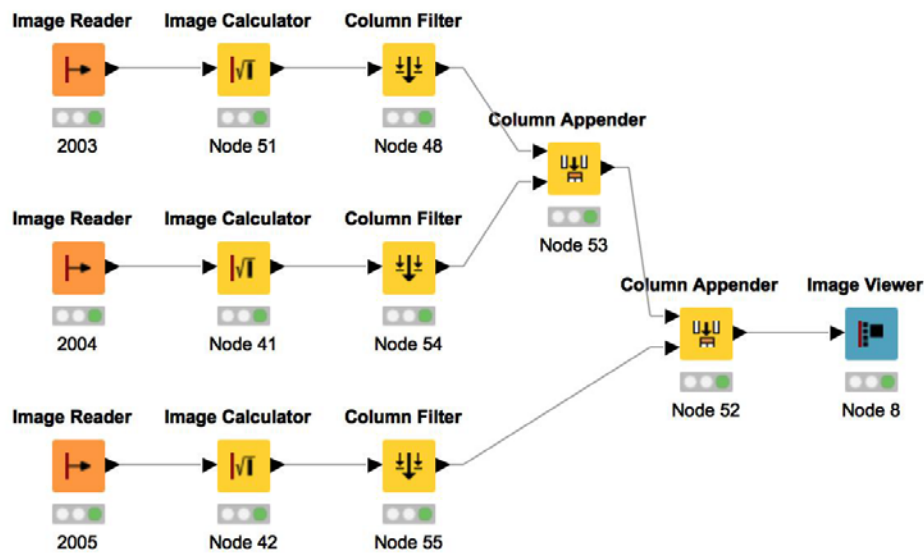 Image Reader Image Calculator Column Filter
2003 Node 51 Node 48
Column Appender
Node 53
Image Reader Image Calculator Column Filter
2004 Node 41 Node 54
Column Appender Image Viewer
Node 52 Node 8
Image Reader Image Calculator Column Filter
2005 Node 42 Node 55